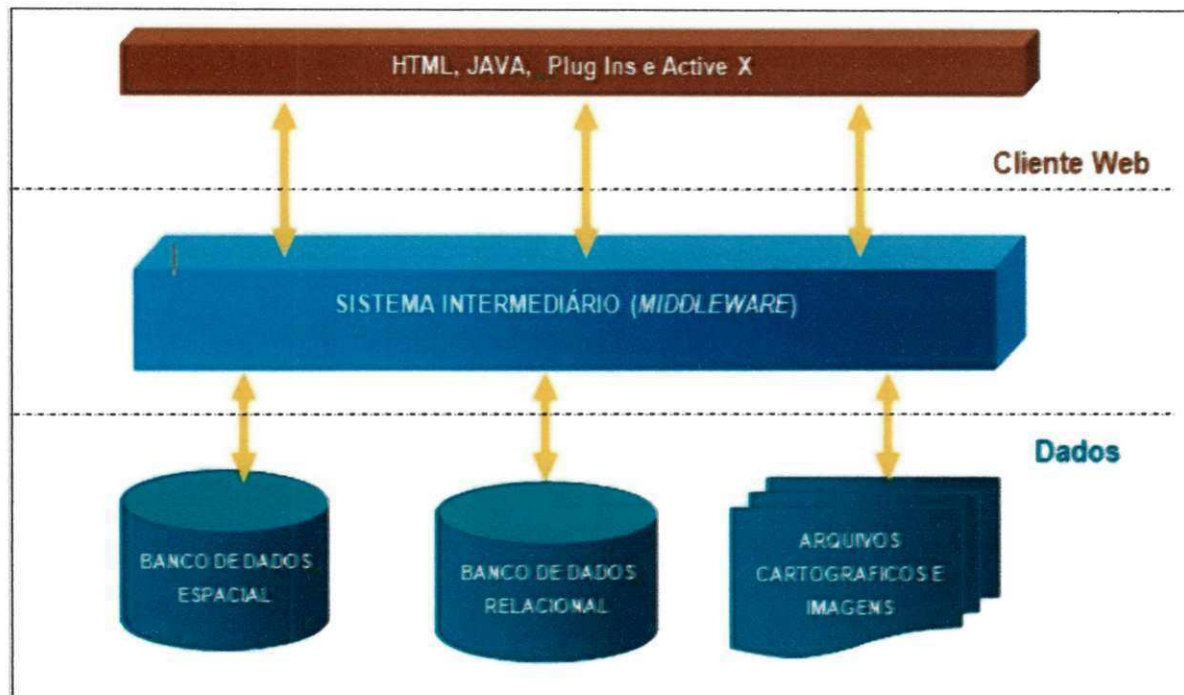 HTML, JAVA, Plug Ins e Active X
Cliente Web
SISTEMA INTERMEDIÁRIO (MIDDLEWARE)
Dados
BANCO DE DADOS
ESPACIAL
BANCO DE DADOS
RELACIONAL
ARQUIVOS
CARTOGRAFICOS E
IMAGENS